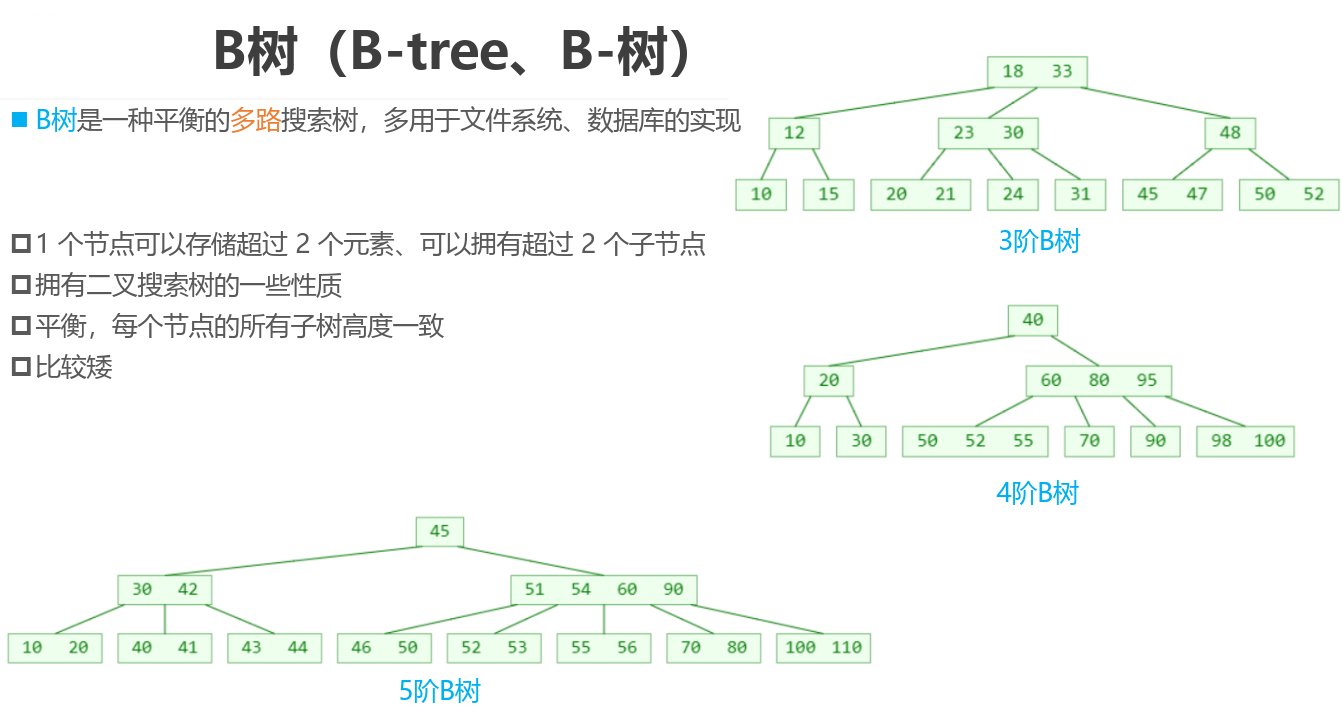 B树（B-tree、B-树）
B树是一种平衡的多路搜索树，多用于文件系统、数据库的实现
1 个节点可以存储超过 2 个元素、可以拥有超过 2 个子节点
拥有二叉搜索树的一些性质
平衡，每个节点的所有子树高度一致
比较矮
18 33
12 23 30 48
10 15 20 21 24 31 45 47 50 52
3阶B树
40
20 60 80 95
10 30 50 52 55 70 90 98 100
4阶B树
45
30 42 51 54 60 90
10 20 40 41 43 44 46 50 52 53 55 56 70 80 100 110
5阶B树